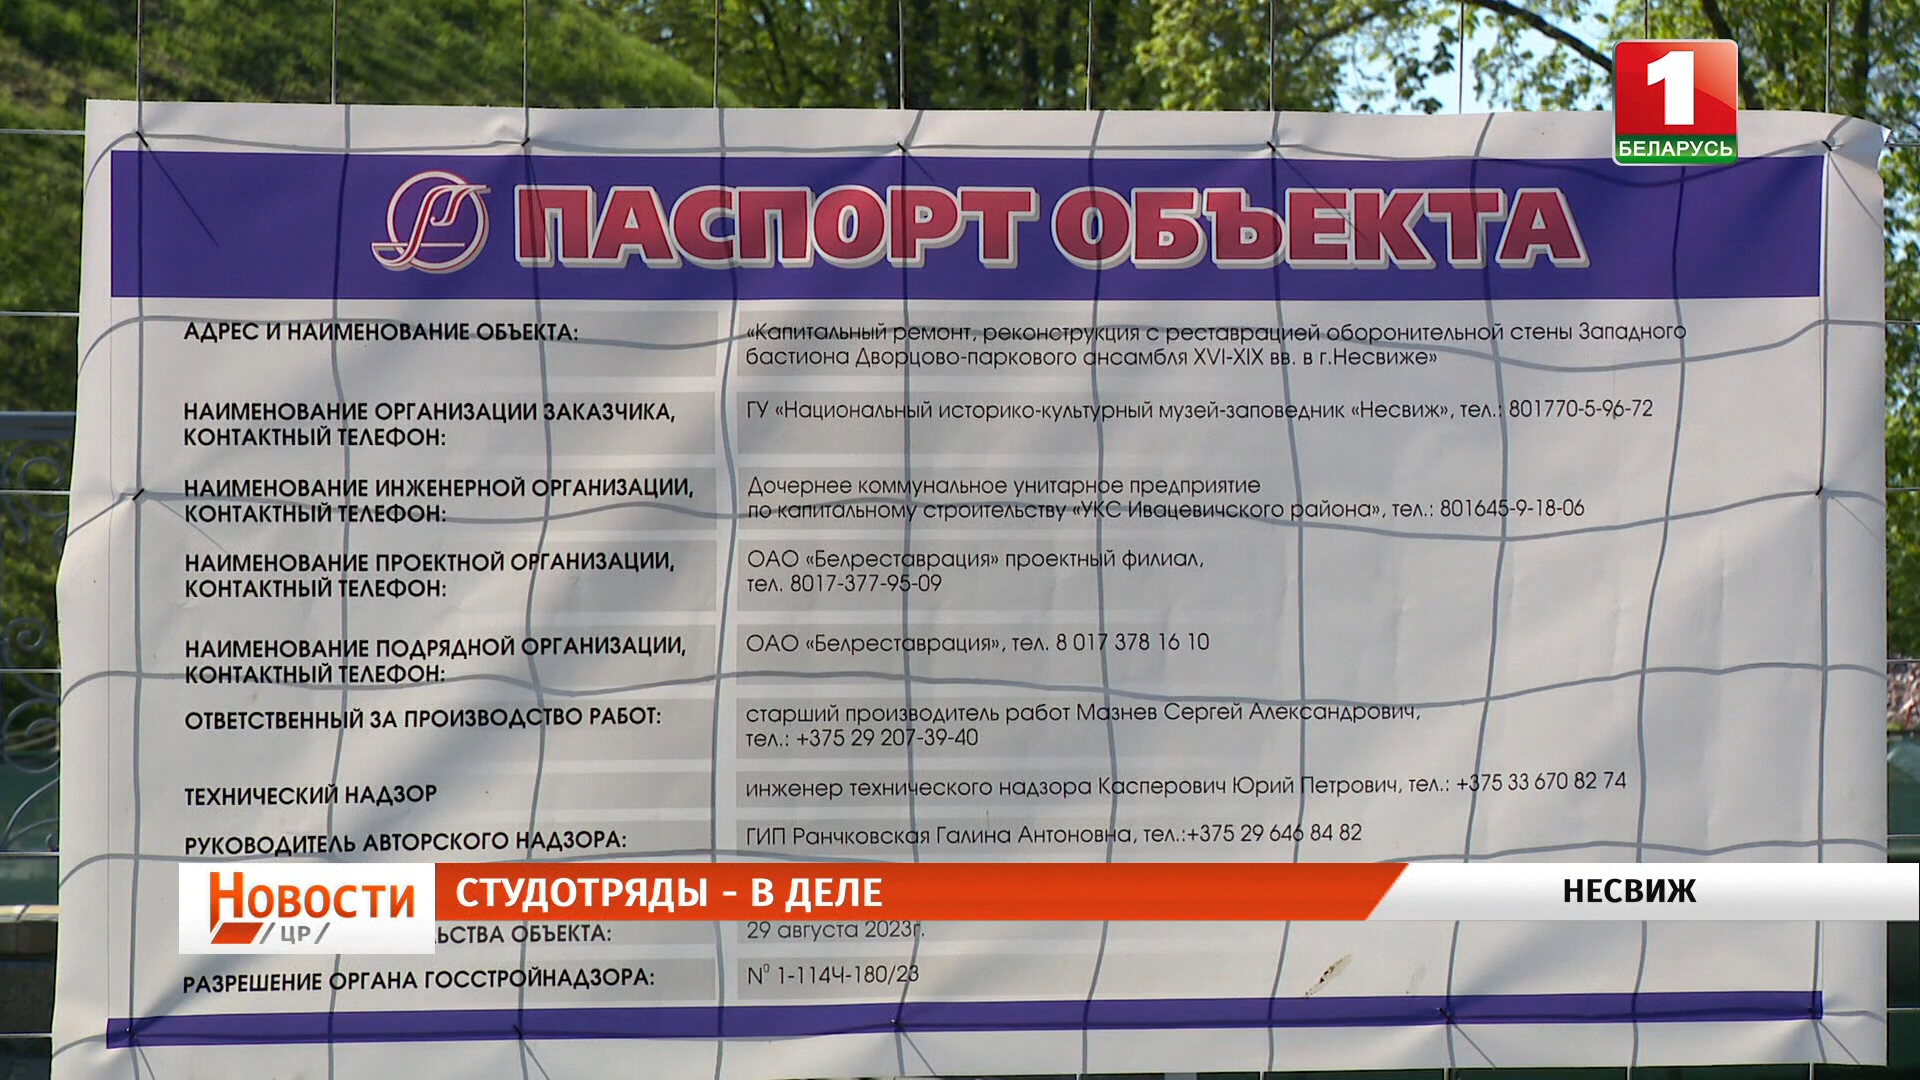 1
БЕЛАРУСЬ
ПАСПОРТ ОБЪЕКТА
АДРЕС И НАИМЕНОВАНИЕ ОБЪЕКТА:
«Капитальный ремонт, реконструкция с реставрацией оборонительной стены Западного
бастиона Дворцово-паркового ансамбля XVI-XIX вв. в г.Несвиже»
НАИМЕНОВАНИЕ ОРГАНИЗАЦИИ ЗАКАЗЧИКА,
КОНТАКТНЫЙ ТЕЛЕФОН:
ГУ «Национальный историко-культурный музей-заповедник «Несвиж», тел.: 801770-5-96-72
НАИМЕНОВАНИЕ ИНЖЕНЕРНОЙ ОРГАНИЗАЦИИ,
КОНТАКТНЫЙ ТЕЛЕФОН:
Дочернее коммунальное унитарное предприятие
по капитальному строительству «УКС Ивацевичского района», тел.: 801645-9-18-06
НАИМЕНОВАНИЕ ПРОЕКТНОЙ ОРГАНИЗАЦИИ,
КОНТАКТНЫЙ ТЕЛЕФОН:
ОАО «Белреставрация» проектный филиал,
тел. 8017-377-95-09
НАИМЕНОВАНИЕ ПОДРЯДНОЙ ОРГАНИЗАЦИИ,
КОНТАКТНЫЙ ТЕЛЕФОН:
ОАО «Белреставрация», тел. 8 017 378 16 10
ОТВЕТСТВЕННЫЙ ЗА ПРОИЗВОДСТВО РАБОТ:
старший производитель работ Мазнев Сергей Александрович,
тел.: +375 29 207-39-40
ТЕХНИЧЕСКИЙ НАДЗОР
инженер технического надзора Касперович Юрий Петрович, тел.: +375 33 670 82 74
РУКОВОДИТЕЛЬ АВТОРСКОГО НАДЗОРА:
ГИП Ранчковская Галина Антоновна, тел.:+375 29 646 84 82
НОВОСТИ
/ЦР/
СТУДОТРЯДЫ - В ДЕЛЕ
НЕСВИЖ
ЬСТВА ОБЪЕКТА:
29 августа 2023г.
РАЗРЕШЕНИЕ ОРГАНА ГОССТРОЙНАДЗОРА:
№ 1-114Ч-180/23